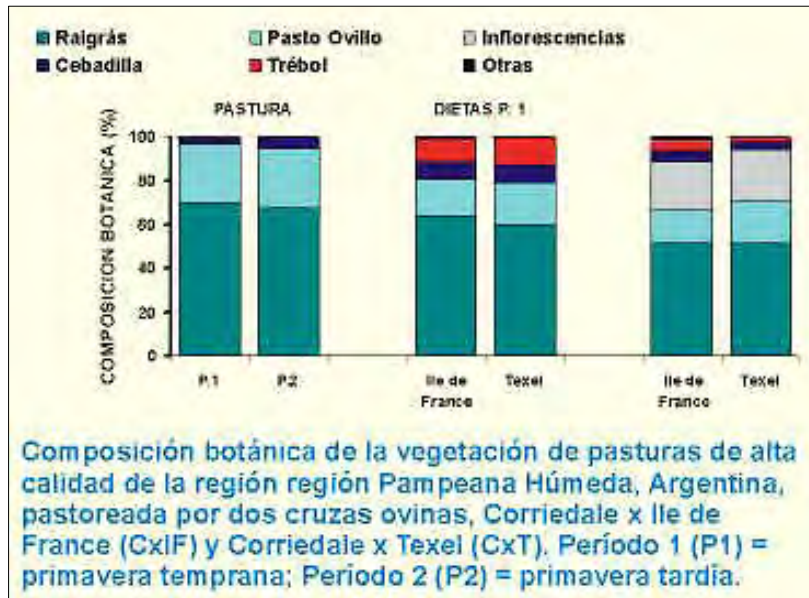 Raigrás Pasto Ovillo Inflorescencias
Cebadilla Trébol Otras
PASTURA DIETAS P. 1
COMPOSICION BOTANICA (%)
100
80
60
40
20
0
P.1 P.2 Ile de France Texel Ile de France Texel
Composición botánica de la vegetación de pasturas de alta
calidad de la región región Pampeana Húmeda, Argentina,
pastoreada por dos cruzas ovinas, Corriedale x Ile de
France (CxIF) y Corriedale x Texel (CxT). Período 1 (P1) =
primavera temprana; Período 2 (P2) = primavera tardía.